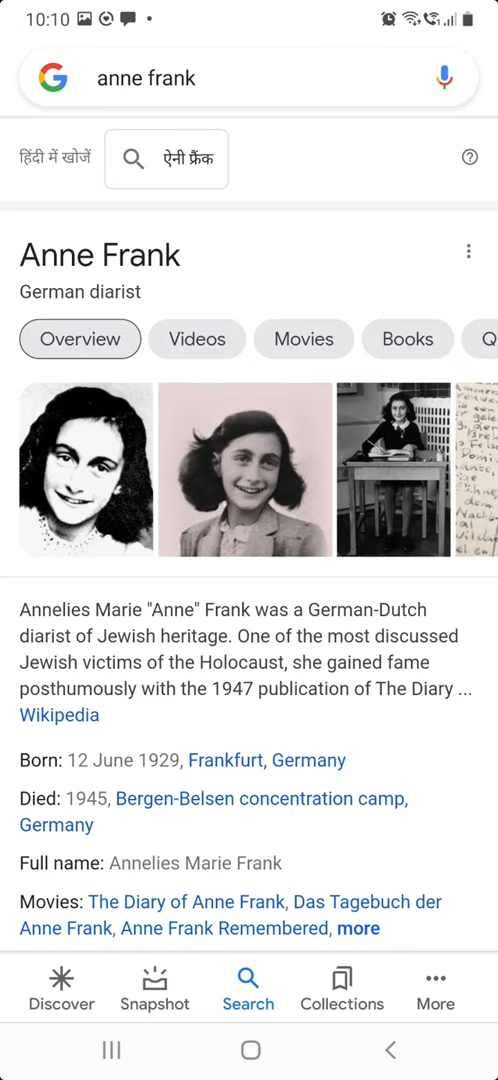 10:10
anne frank
हिंदी में खोजें ऐनी फ्रैंक
Anne Frank
German diarist
Overview Videos Movies Books Q
Annelies Marie "Anne" Frank was a German-Dutch
diarist of Jewish heritage. One of the most discussed
Jewish victims of the Holocaust, she gained fame
posthumously with the 1947 publication of The Diary ...
Wikipedia
Born: 12 June 1929, Frankfurt, Germany
Died: 1945, Bergen-Belsen concentration camp,
Germany
Full name: Annelies Marie Frank
Movies: The Diary of Anne Frank, Das Tagebuch der
Anne Frank, Anne Frank Remembered, more
Discover Snapshot Search Collections More